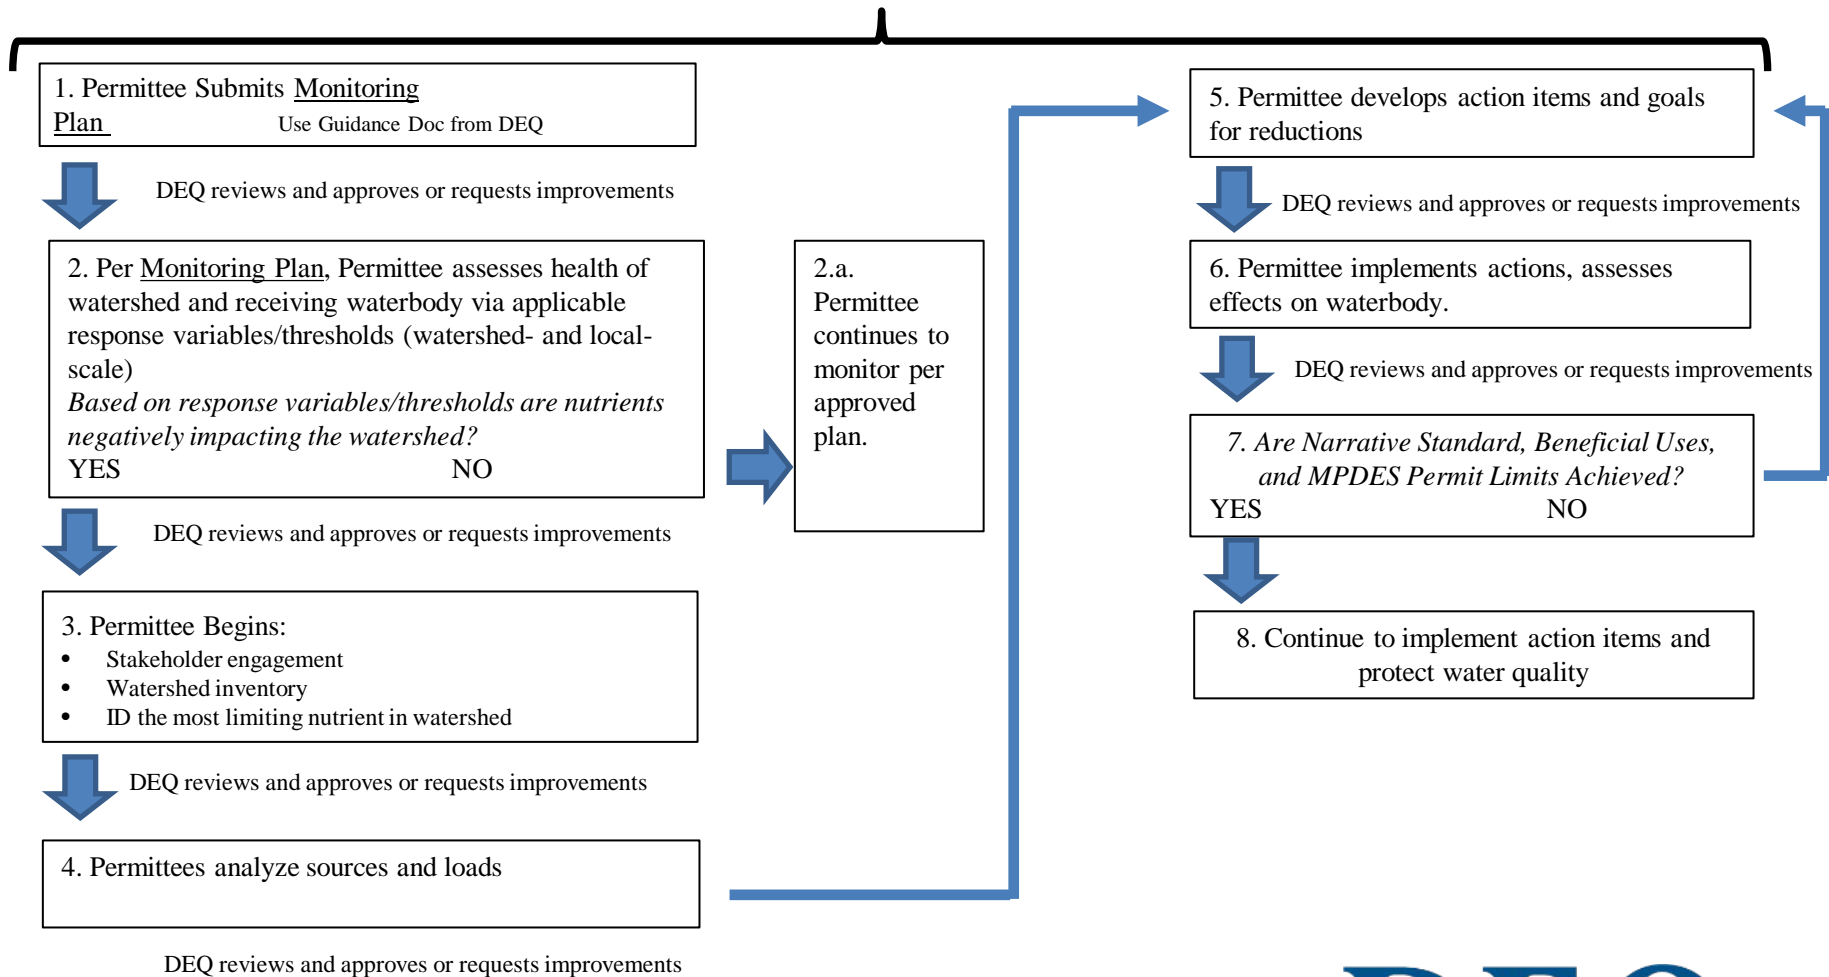 1. Permittee Submits Monitoring
Plan Use Guidance Doc from DEQ
DEQ reviews and approves or requests improvements
2. Per Monitoring Plan, Permittee assesses health of
watershed and receiving waterbody via applicable
response variables/thresholds (watershed- and local-
scale)
Based on response variables/thresholds are nutrients
negatively impacting the watershed?
YES NO
2.a.
Permittee
continues to
monitor per
approved
plan.
DEQ reviews and approves or requests improvements
3. Permittee Begins:
• Stakeholder engagement
• Watershed inventory
• ID the most limiting nutrient in watershed
DEQ reviews and approves or requests improvements
4. Permittees analyze sources and loads
DEQ reviews and approves or requests improvements
5. Permittee develops action items and goals
for reductions
DEQ reviews and approves or requests improvements
6. Permittee implements actions, assesses
effects on waterbody.
DEQ reviews and approves or requests improvements
7. Are Narrative Standard, Beneficial Uses,
and MPDES Permit Limits Achieved?
YES NO
8. Continue to implement action items and
protect water quality